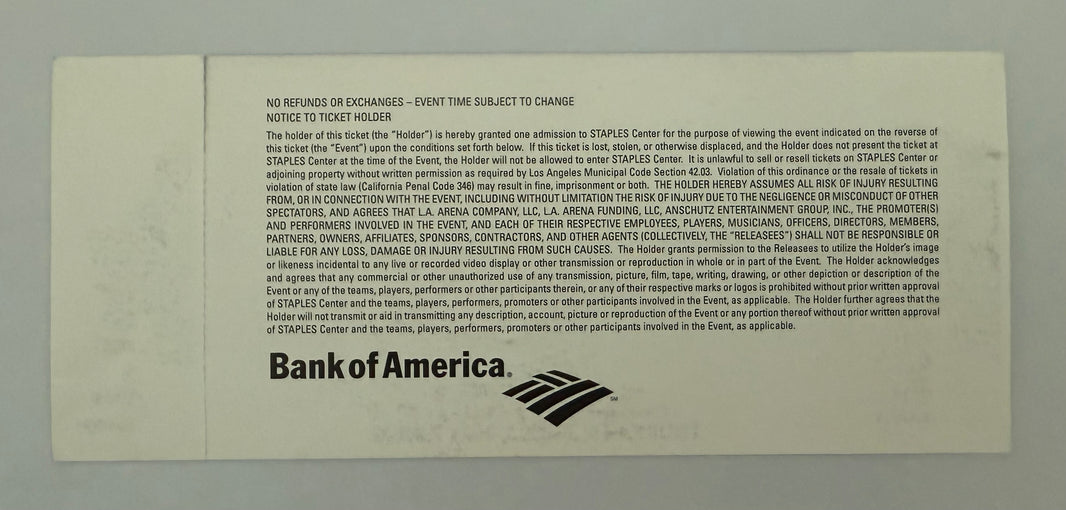 NO REFUNDS OR EXCHANGES – EVENT TIME SUBJECT TO CHANGE
NOTICE TO TICKET HOLDER
The holder of this ticket (the "Holder") is hereby granted one admission to STAPLES Center for the purpose of viewing the event indicated on the reverse of
this ticket (the "Event") upon the conditions set forth below. If this ticket is lost, stolen, or otherwise displaced, and the Holder does not present the ticket at
STAPLES Center at the time of the Event, the Holder will not be allowed to enter STAPLES Center. It is unlawful to sell or resell tickets on STAPLES Center or
adjoining property without written permission as required by Los Angeles Municipal Code Section 42.03. Violation of this ordinance or the resale of tickets in
violation of state law (California Penal Code 346) may result in fine, imprisonment or both. THE HOLDER HEREBY ASSUMES ALL RISK OF INJURY RESULTING
FROM, OR IN CONNECTION WITH THE EVENT, INCLUDING WITHOUT LIMITATION THE RISK OF INJURY DUE TO THE NEGLIGENCE OR MISCONDUCT OF OTHER
SPECTATORS, AND AGREES THAT L.A. ARENA COMPANY, LLC, L.A. ARENA FUNDING, LLC, ANSCHUTZ ENTERTAINMENT GROUP, INC., THE PROMOTER(S)
AND PERFORMERS INVOLVED IN THE EVENT, AND EACH OF THEIR RESPECTIVE EMPLOYEES, PLAYERS, MUSICIANS, OFFICERS, DIRECTORS, MEMBERS,
PARTNERS, OWNERS, AFFILIATES, SPONSORS, CONTRACTORS, AND OTHER AGENTS (COLLECTIVELY, THE "RELEASEES") SHALL NOT BE RESPONSIBLE OR
LIABLE FOR ANY LOSS, DAMAGE OR INJURY RESULTING FROM SUCH CAUSES. The Holder grants permission to the Releasees to utilize the Holder's image
or likeness incidental to any live or recorded video display or other transmission or reproduction in whole or in part of the Event. The Holder acknowledges
and agrees that any commercial or other unauthorized use of any transmission, picture, film, tape, writing, drawing, or other depiction or description of the
Event or any of the teams, players, performers or other participants therein, or any of their respective marks or logos is prohibited without prior written approval
of STAPLES Center and the teams, players, performers, promoters or other participants involved in the Event, as applicable. The Holder further agrees that the
Holder will not transmit or aid in transmitting any description, account, picture or reproduction of the Event or any portion thereof without prior written approval
of STAPLES Center and the teams, players, performers, promoters or other participants involved in the Event, as applicable.
Bank of America® SM